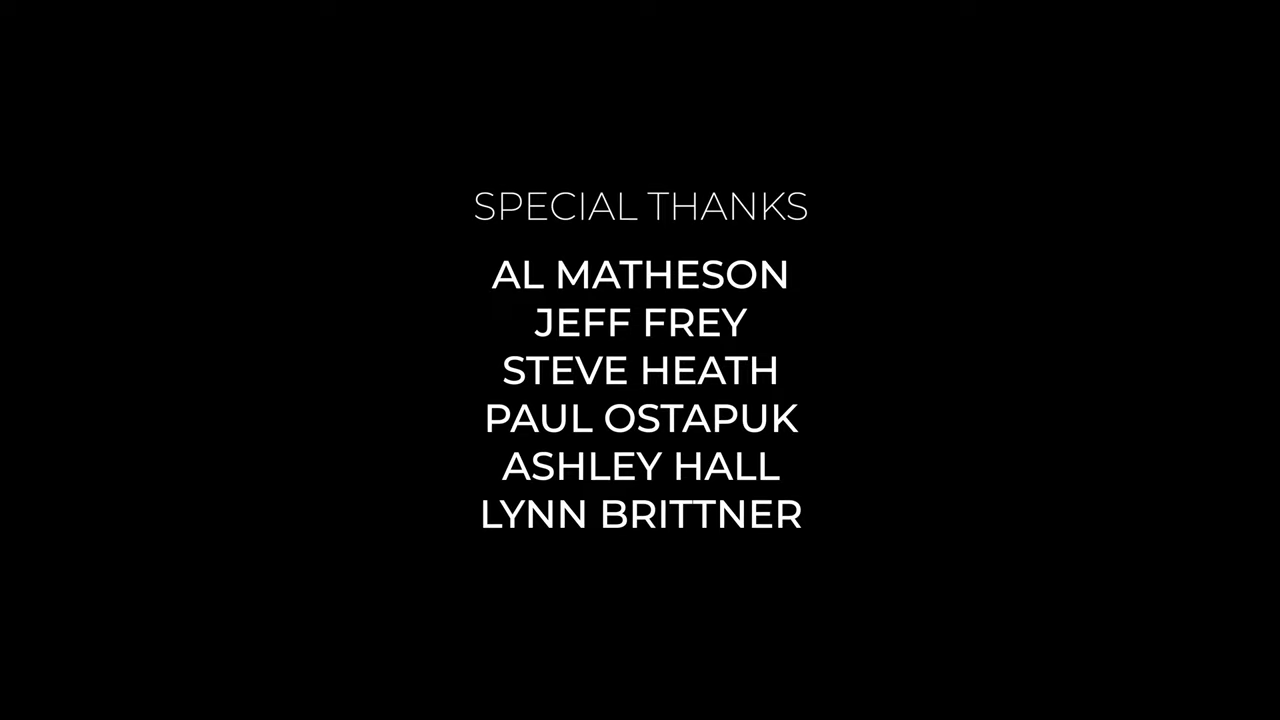 SPECIAL THANKS
AL MATHESON
JEFF FREY
STEVE HEATH
PAUL OSTAPUK
ASHLEY HALL
LYNN BRITTNER